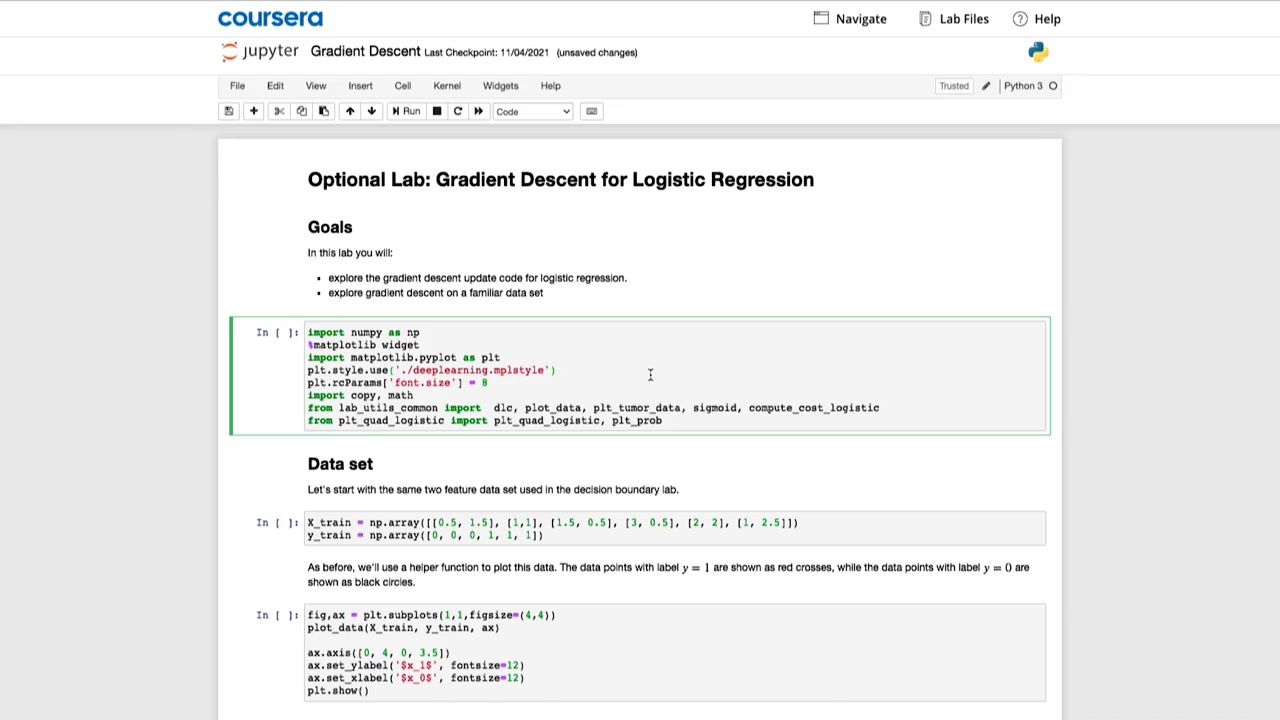 coursera
Navigate Lab Files Help
jupyter Gradient Descent Last Checkpoint: 11/04/2021 (unsaved changes)
File Edit View Insert Cell Kernel Widgets Help
Trusted Python 3
Run Code
Optional Lab: Gradient Descent for Logistic Regression
Goals
In this lab you will:
• explore the gradient descent update code for logistic regression.
• explore gradient descent on a familiar data set
In [ ]: import numpy as np
%matplotlib widget
import matplotlib.pyplot as plt
plt.style.use('./deeplearning.mplstyle')
plt.rcParams['font.size'] = 8
import copy, math
from lab_utils_common import  dlc, plot_data, plt_tumor_data, sigmoid, compute_cost_logistic
from plt_quad_logistic import plt_quad_logistic, plt_prob
Data set
Let's start with the same two feature data set used in the decision boundary lab.
In [ ]: X_train = np.array([[0.5, 1.5], [1,1], [1.5, 0.5], [3, 0.5], [2, 2], [1, 2.5]])
y_train = np.array([0, 0, 0, 1, 1, 1])
As before, we'll use a helper function to plot this data. The data points with label y = 1 are shown as red crosses, while the data points with label y = 0 are
shown as black circles.
In [ ]: fig,ax = plt.subplots(1,1,figsize=(4,4))
plot_data(X_train, y_train, ax)
ax.axis([0, 4, 0, 3.5])
ax.set_ylabel('$x_1$', fontsize=12)
ax.set_xlabel('$x_0$', fontsize=12)
plt.show()